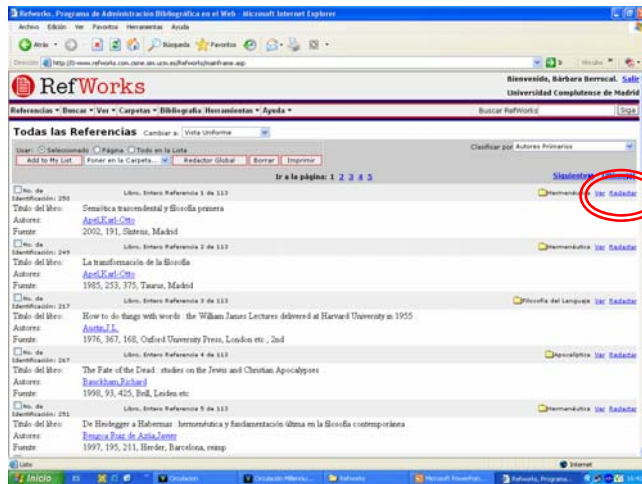 Refworks, Programa de Administración Bibliográfica en el Web - Microsoft Internet Explorer
Archivo Edición Ver Favoritos Herramientas Ayuda
Atrás Búsqueda Favoritos
Dirección
RefWorks
Bienvenido, Bárbara Berrocal. Salir
Universidad Complutense de Madrid
Referencias Buscar Ver Carpetas Bibliografía Herramientas Ayuda Buscar RefWorks Siga
Todas las Referencias Cambiar a: Vista Uniforme
Usar: Seleccionado Página Todo en la Lista Clasificar por Autores Primarios
Add to My List Poner en la Carpeta... Redactor Global Borrar Imprimir
Ir a la página: 1 2 3 4 5 Siguiente
No. de Identificación: 250 Libro, Entero Referencia 1 de 113 Hermenéutica Ver Redactar
Título del libro: Semiótica trascendental y filosofía primera
Autores: Apel,Karl-Otto
Fuente: 2002, 191, Síntesis, Madrid
No. de Identificación: 249 Libro, Entero Referencia 2 de 113 Hermenéutica Ver Redactar
Título del libro: La transformación de la filosofía
Autores: Apel,Karl-Otto
Fuente: 1985, 253, 375, Taurus, Madrid
No. de Identificación: 217 Libro, Entero Referencia 3 de 113 Filosofía del Lenguaje Ver Redactar
Título del libro: How to do things with words : the William James Lectures delivered at Harvard University in 1955
Autores: Austin,J.L.
Fuente: 1976, 367, 168, Oxford University Press, London etc., 2nd
No. de Identificación: 267 Libro, Entero Referencia 4 de 113 Apocalíptica Ver Redactar
Título del libro: The Fate of the Dead : studies on the Jewis and Christian Apocalypses
Autores: Bauckham,Richard
Fuente: 1998, 93, 425, Brill, Leiden etc
No. de Identificación: 251 Libro, Entero Referencia 5 de 113 Hermenéutica Ver Redactar
Título del libro: De Heidegger a Habermas : hermenéutica y fundamentación última en la filosofía contemporánea
Autores: Bengoa Ruiz de Azúa,Javier
Fuente: 1997, 195, 211, Herder, Barcelona, reimp
Listo Internet
Inicio Circulacion Circulación Millenniu... Refworks Microsoft PowerPoin... Refworks, Programa...